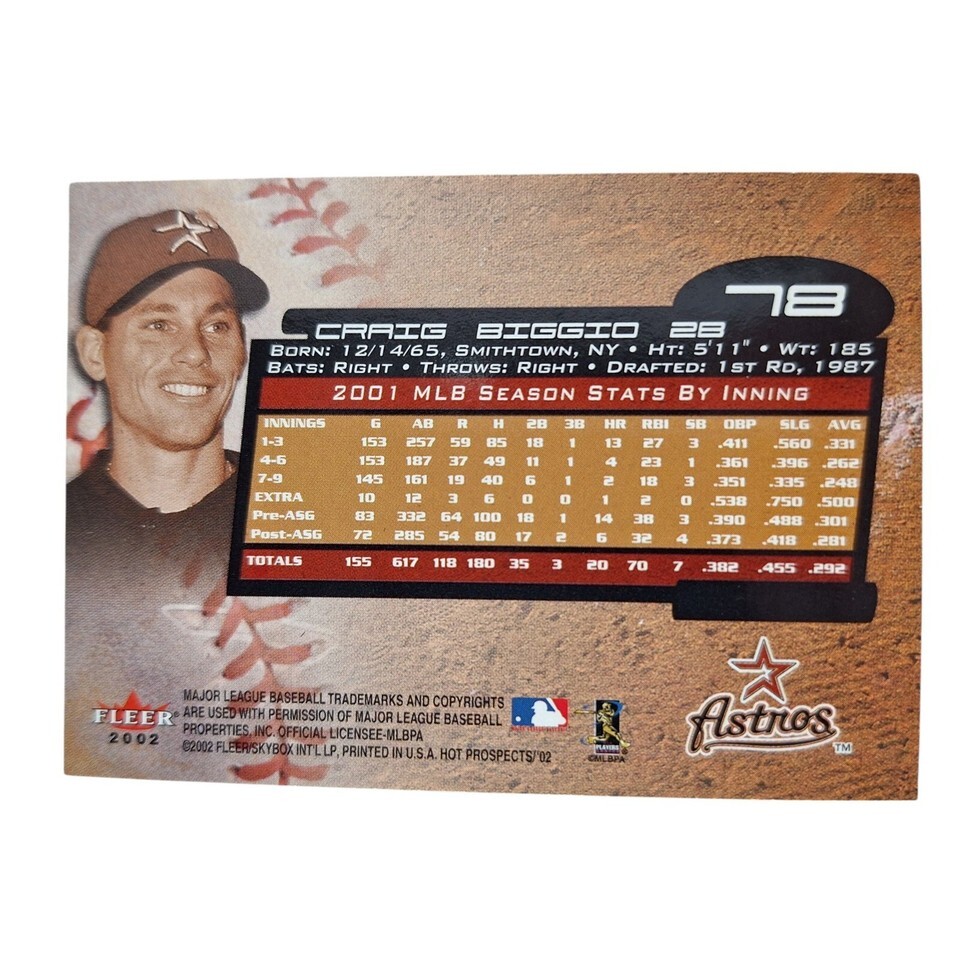 78
CRAIG BIGGIO 2B
BORN: 12/14/65, SMITHTOWN, NY • HT: 5'11" • WT: 185
BATS: RIGHT • THROWS: RIGHT • DRAFTED: 1ST RD, 1987
2001 MLB SEASON STATS BY INNING
INNINGS G AB R H 2B 3B HR RBI SB OBP SLG AVG
1-3 153 257 59 85 18 1 13 27 3 .411 .560 .331
4-6 153 187 37 49 11 1 4 23 1 .361 .396 .262
7-9 145 161 19 40 6 1 2 18 3 .351 .335 .248
EXTRA 10 12 3 6 0 0 1 2 0 .538 .750 .500
Pre-ASG 83 332 64 100 18 1 14 38 3 .390 .488 .301
Post-ASG 72 285 54 80 17 2 6 32 4 .373 .418 .281
TOTALS 155 617 118 180 35 3 20 70 7 .382 .455 .292
FLEER®
2002
MAJOR LEAGUE BASEBALL TRADEMARKS AND COPYRIGHTS
ARE USED WITH PERMISSION OF MAJOR LEAGUE BASEBALL
PROPERTIES, INC. OFFICIAL LICENSEE-MLBPA
©2002 FLEER/SKYBOX INT'L LP, PRINTED IN U.S.A. HOT PROSPECTS/'02
PLAYERS
©MLBPA
Astros TM